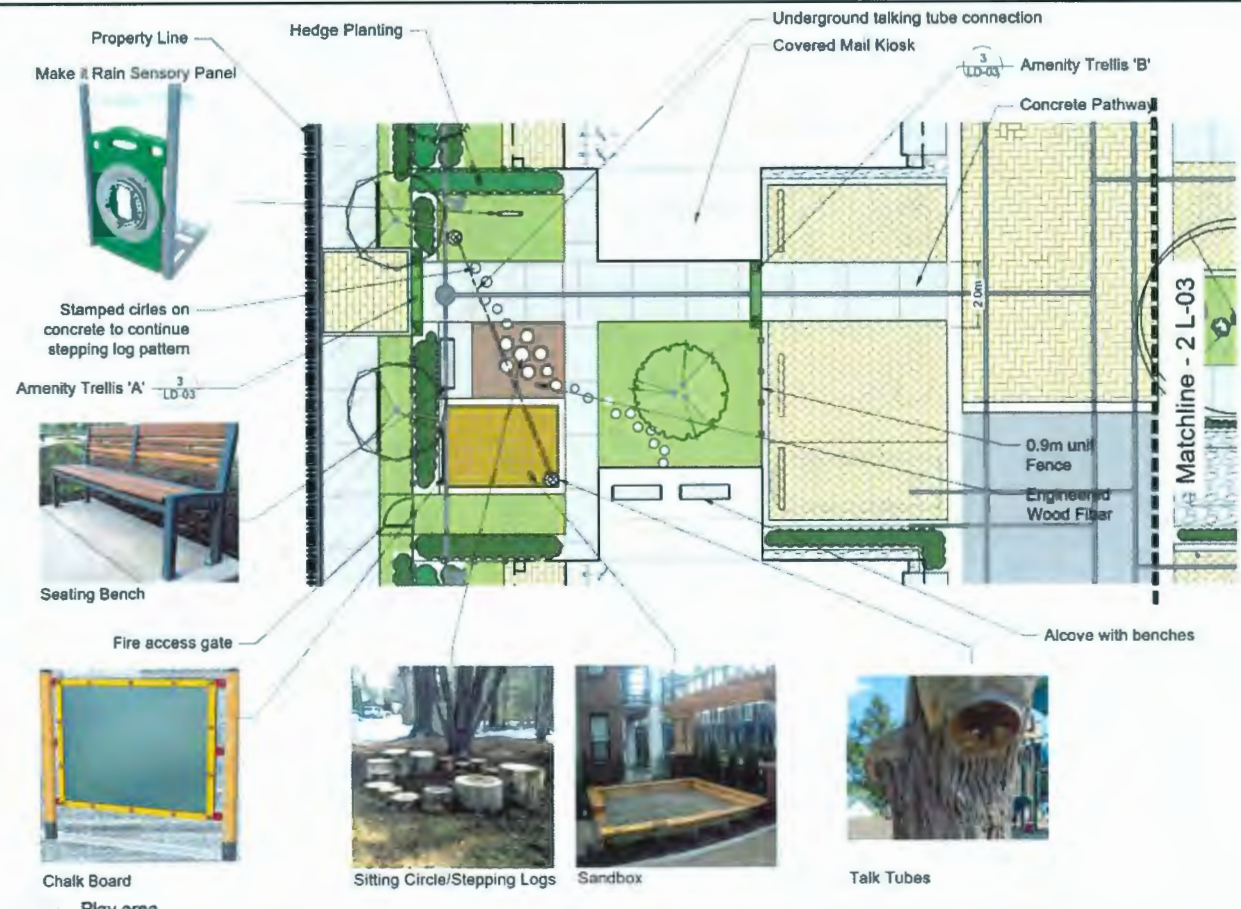 Property Line
Hedge Planting
Underground talking tube connection
Covered Mail Kiosk
3
LD-03
Amenity Trellis 'B'
Concrete Pathway
Make it Rain Sensory Panel
Stamped cirles on
concrete to continue
stepping log pattern
Amenity Trellis 'A'
3
LD-03
2.0m
Matchline - 2 L-03
0.9m unit
Fence
Engineered
Wood Fiber
Seating Bench
Fire access gate
Alcove with benches
Chalk Board
Sitting Circle/Stepping Logs
Sandbox
Talk Tubes
Play area